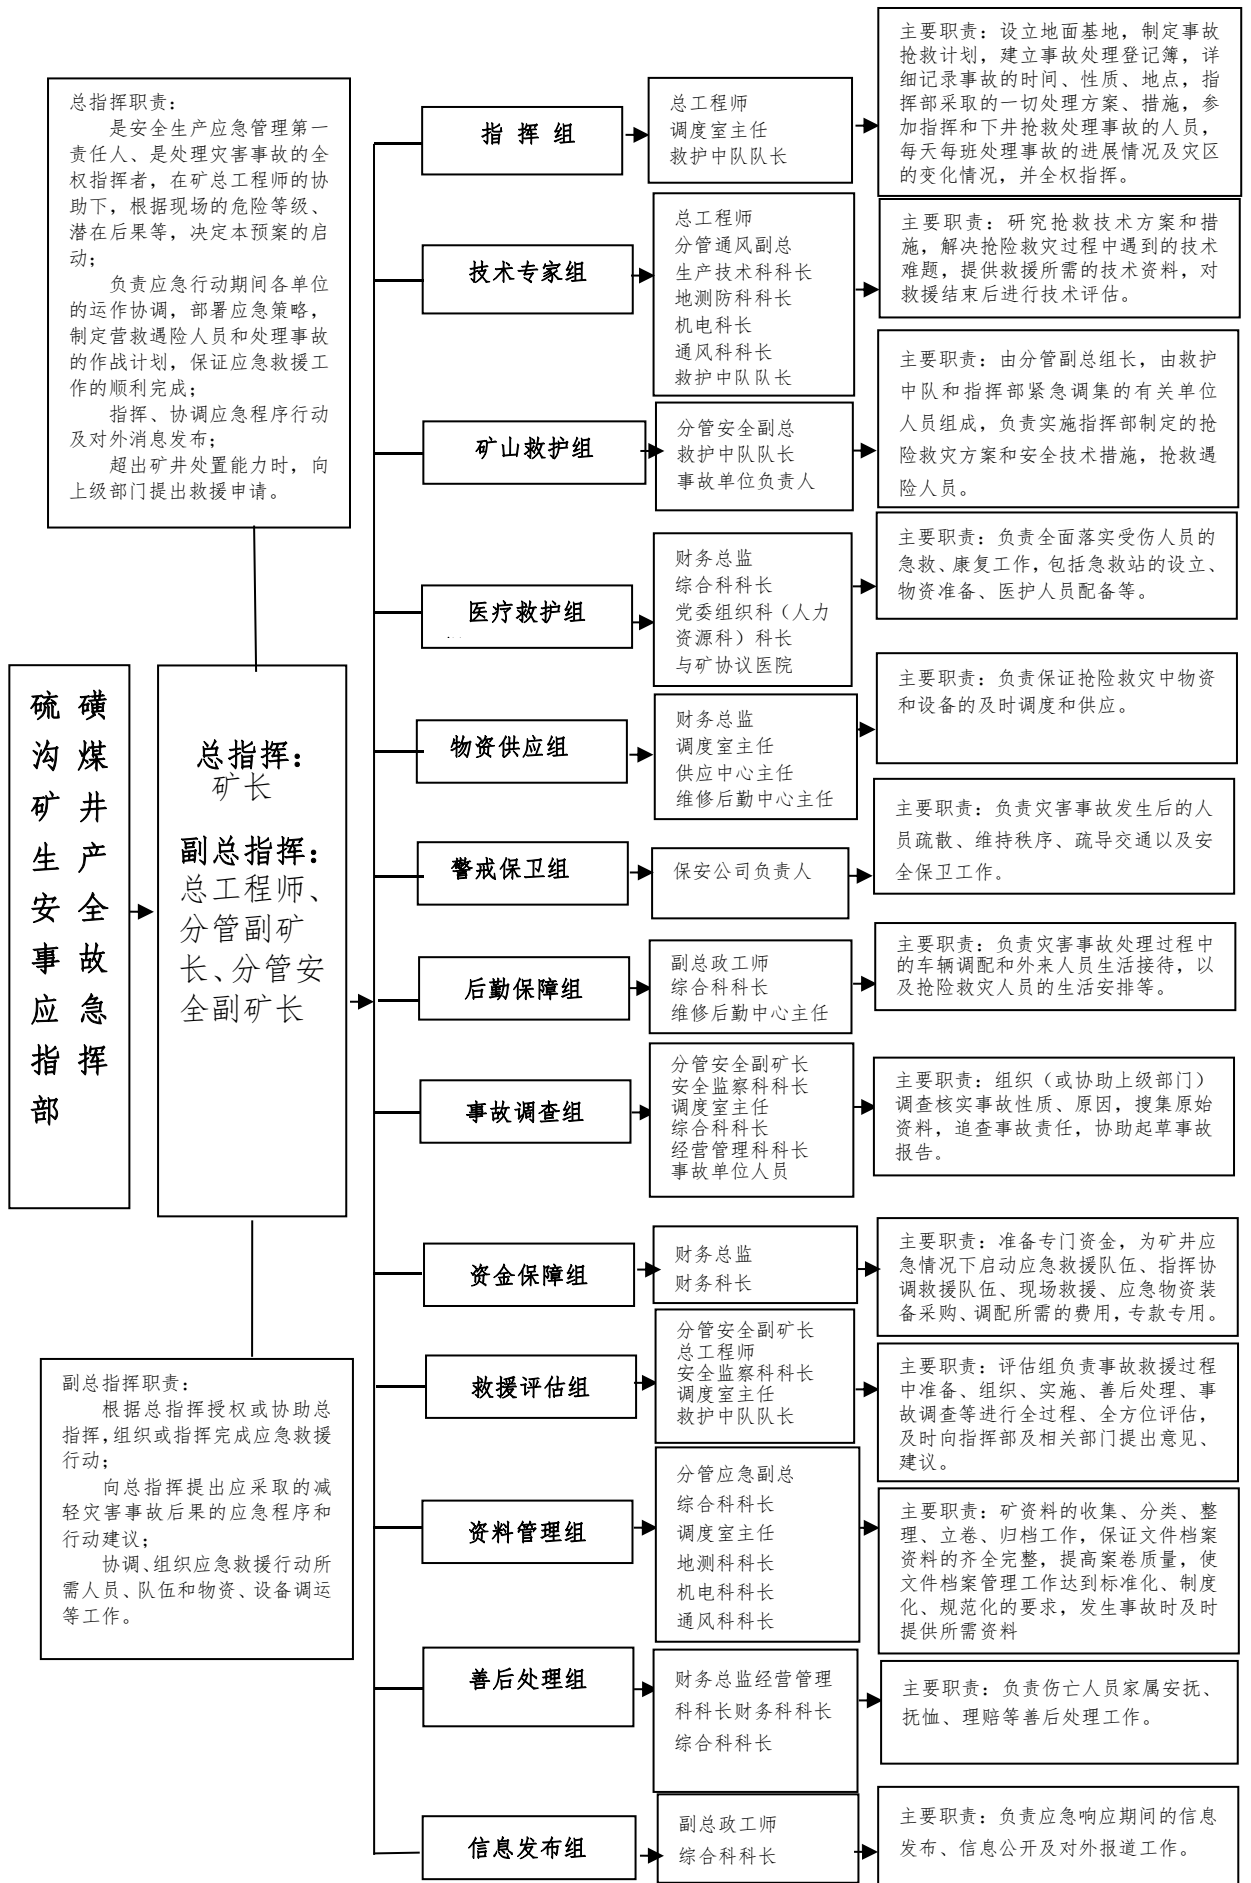 硫磺
沟煤
矿井
生产
安全
事故
应急
指挥
部
总指挥：
矿长
副总指挥：
总工程师、
分管副矿
长、分管安
全副矿长
总指挥职责：
是安全生产应急管理第一
责任人、是处理灾害事故的全
权指挥者，在矿总工程师的协
助下，根据现场的危险等级、
潜在后果等，决定本预案的启
动；
负责应急行动期间各单位
的运作协调，部署应急策略，
制定营救遇险人员和处理事故
的作战计划，保证应急救援工
作的顺利完成；
指挥、协调应急程序行动
及对外消息发布；
超出矿井处置能力时，向
上级部门提出救援申请。
副总指挥职责：
根据总指挥授权或协助总
指挥，组织或指挥完成应急救援
行动；
向总指挥提出应采取的减
轻灾害事故后果的应急程序和
行动建议；
协调、组织应急救援行动所
需人员、队伍和物资、设备调运
等工作。
指 挥 组
总工程师
调度室主任
救护中队队长
主要职责：设立地面基地，制定事故
抢救计划，建立事故处理登记簿，详
细记录事故的时间、性质、地点，指
挥部采取的一切处理方案、措施，参
加指挥和下井抢救处理事故的人员，
每天每班处理事故的进展情况及灾区
的变化情况，并全权指挥。
技术专家组
总工程师
分管通风副总
生产技术科科长
地测防科科长
机电科长
通风科科长
救护中队队长
主要职责：研究抢救技术方案和措
施，解决抢险救灾过程中遇到的技术
难题，提供救援所需的技术资料，对
救援结束后进行技术评估。
矿山救护组
分管安全副总
救护中队队长
事故单位负责人
主要职责：由分管副总组长，由救护
中队和指挥部紧急调集的有关单位
人员组成，负责实施指挥部制定的抢
险救灾方案和安全技术措施，抢救遇
险人员。
医疗救护组
财务总监
综合科科长
党委组织科（人力
资源科）科长
与矿协议医院
主要职责：负责全面落实受伤人员的
急救、康复工作，包括急救站的设立、
物资准备、医护人员配备等。
物资供应组
财务总监
调度室主任
供应中心主任
维修后勤中心主任
主要职责：负责保证抢险救灾中物资
和设备的及时调度和供应。
警戒保卫组
保安公司负责人
主要职责：负责灾害事故发生后的人
员疏散、维持秩序、疏导交通以及安
全保卫工作。
后勤保障组
副总政工师
综合科科长
维修后勤中心主任
主要职责：负责灾害事故处理过程中
的车辆调配和外来人员生活接待，以
及抢险救灾人员的生活安排等。
事故调查组
分管安全副矿长
安全监察科科长
调度室主任
综合科科长
经营管理科科长
事故单位人员
主要职责：组织（或协助上级部门）
调查核实事故性质、原因，搜集原始
资料，追查事故责任，协助起草事故
报告。
资金保障组
财务总监
财务科长
主要职责：准备专门资金，为矿井应
急情况下启动应急救援队伍、指挥协
调救援队伍、现场救援、应急物资装
备采购、调配所需的费用，专款专用。
救援评估组
分管安全副矿长
总工程师
安全监察科科长
调度室主任
救护中队队长
主要职责：评估组负责事故救援过程
中准备、组织、实施、善后处理、事
故调查等进行全过程、全方位评估，
及时向指挥部及相关部门提出意见、
建议。
资料管理组
分管应急副总
综合科科长
调度室主任
地测科科长
机电科科长
通风科科长
主要职责：矿资料的收集、分类、整
理、立卷、归档工作，保证文件档案
资料的齐全完整，提高案卷质量，使
文件档案管理工作达到标准化、制度
化、规范化的要求，发生事故时及时
提供所需资料
善后处理组
财务总监经营管理
科科长财务科科长
综合科科长
主要职责：负责伤亡人员家属安抚、
抚恤、理赔等善后处理工作。
信息发布组
副总政工师
综合科科长
主要职责：负责应急响应期间的信息
发布、信息公开及对外报道工作。